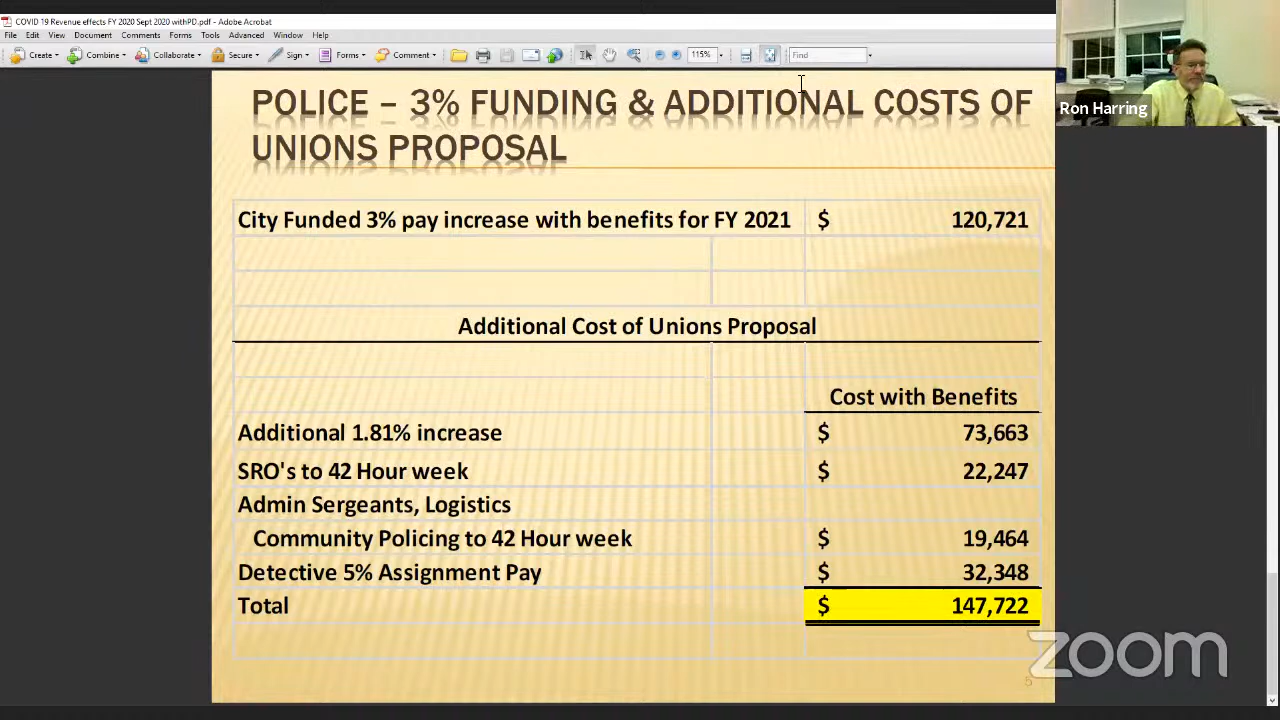 COVID 19 Revenue effects FY 2020 Sept 2020 withPD.pdf - Adobe Acrobat
File Edit View Document Comments Forms Tools Advanced Window Help
Create Combine Collaborate Secure Sign Forms Comment 115% Find
Ron Harring
POLICE – 3% FUNDING & ADDITIONAL COSTS OF
UNIONS PROPOSAL
City Funded 3% pay increase with benefits for FY 2021 $ 120,721
Additional Cost of Unions Proposal
Cost with Benefits
Additional 1.81% increase $ 73,663
SRO's to 42 Hour week $ 22,247
Admin Sergeants, Logistics
Community Policing to 42 Hour week $ 19,464
Detective 5% Assignment Pay $ 32,348
Total $ 147,722
zoom
5